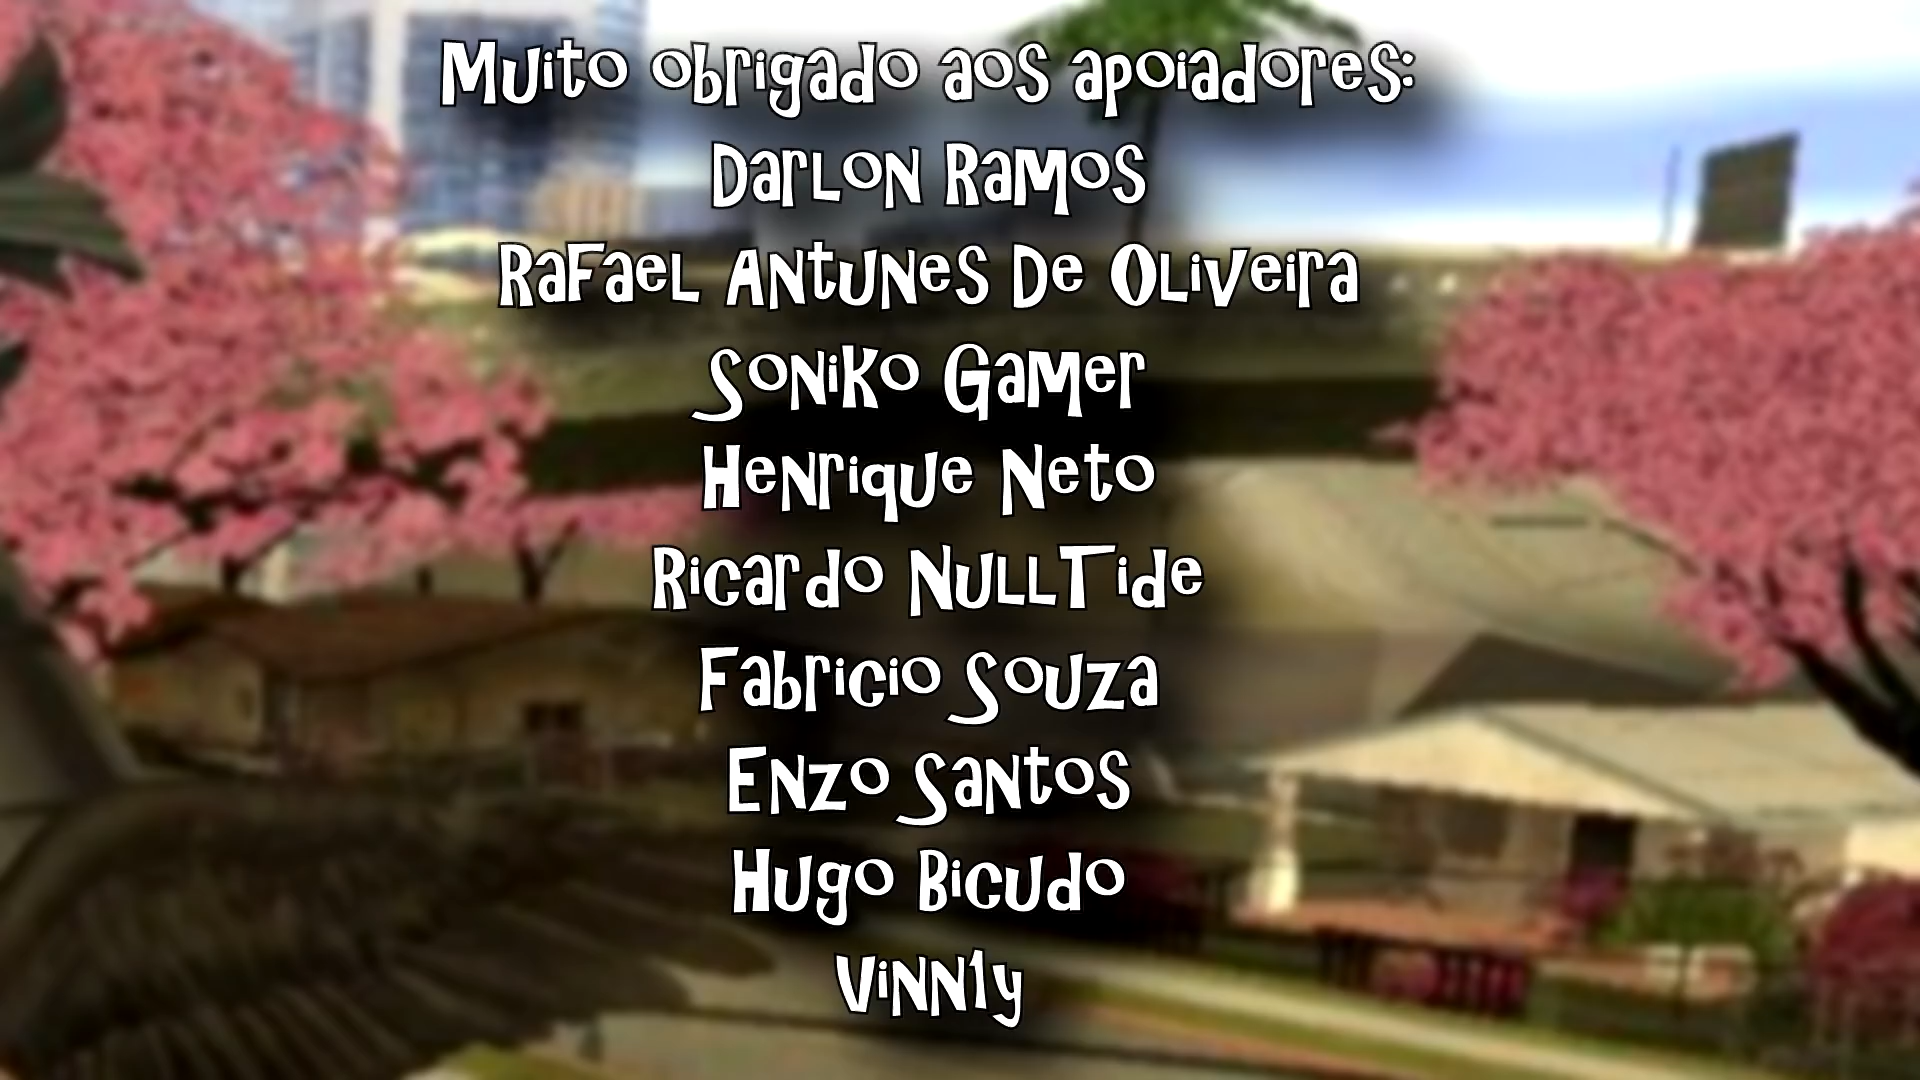 Muito obrigado aos apoiadores:
Darlon Ramos
Rafael Antunes De Oliveira
Soniko Gamer
Henrique Neto
Ricardo NullTide
Fabricio Souza
Enzo Santos
Hugo Bicudo
Vinn1y